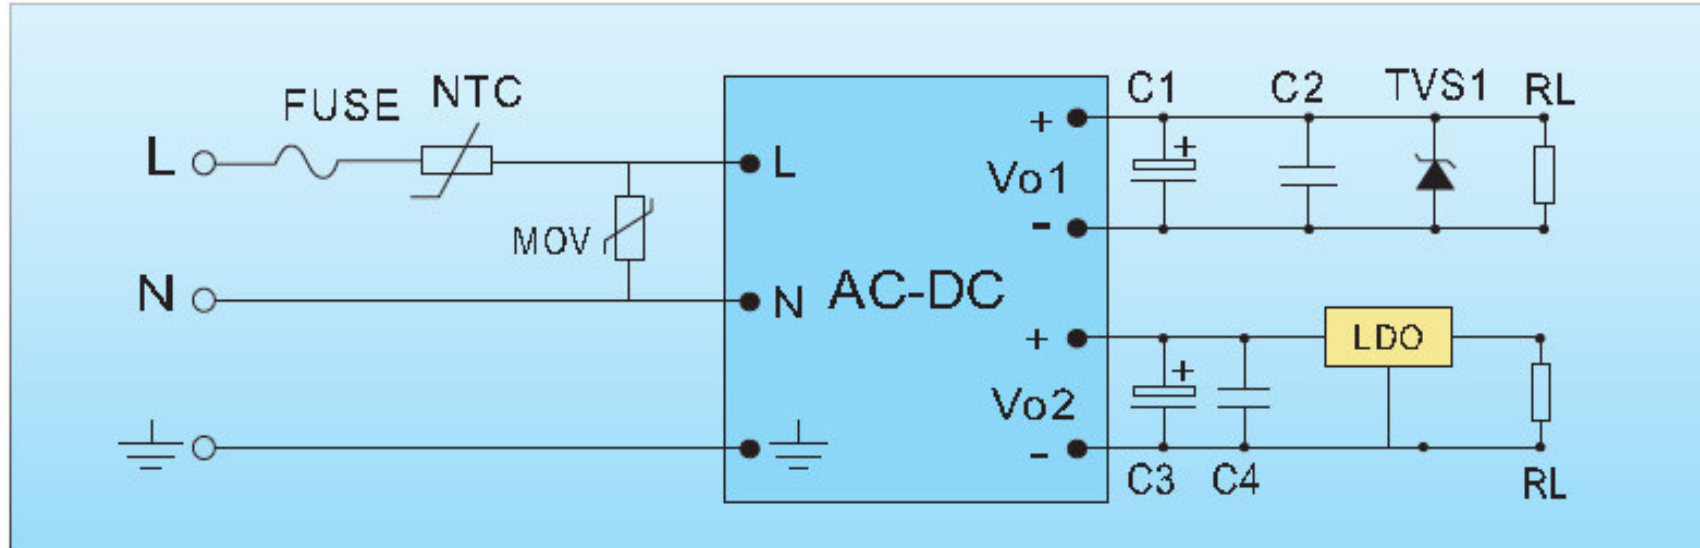 FUSE NTC
L L
MOV
N N
AC-DC
+ Vo1 -
C1 C2 TVS1 RL
+
+ Vo2 -
LDO
+
C3 C4 RL